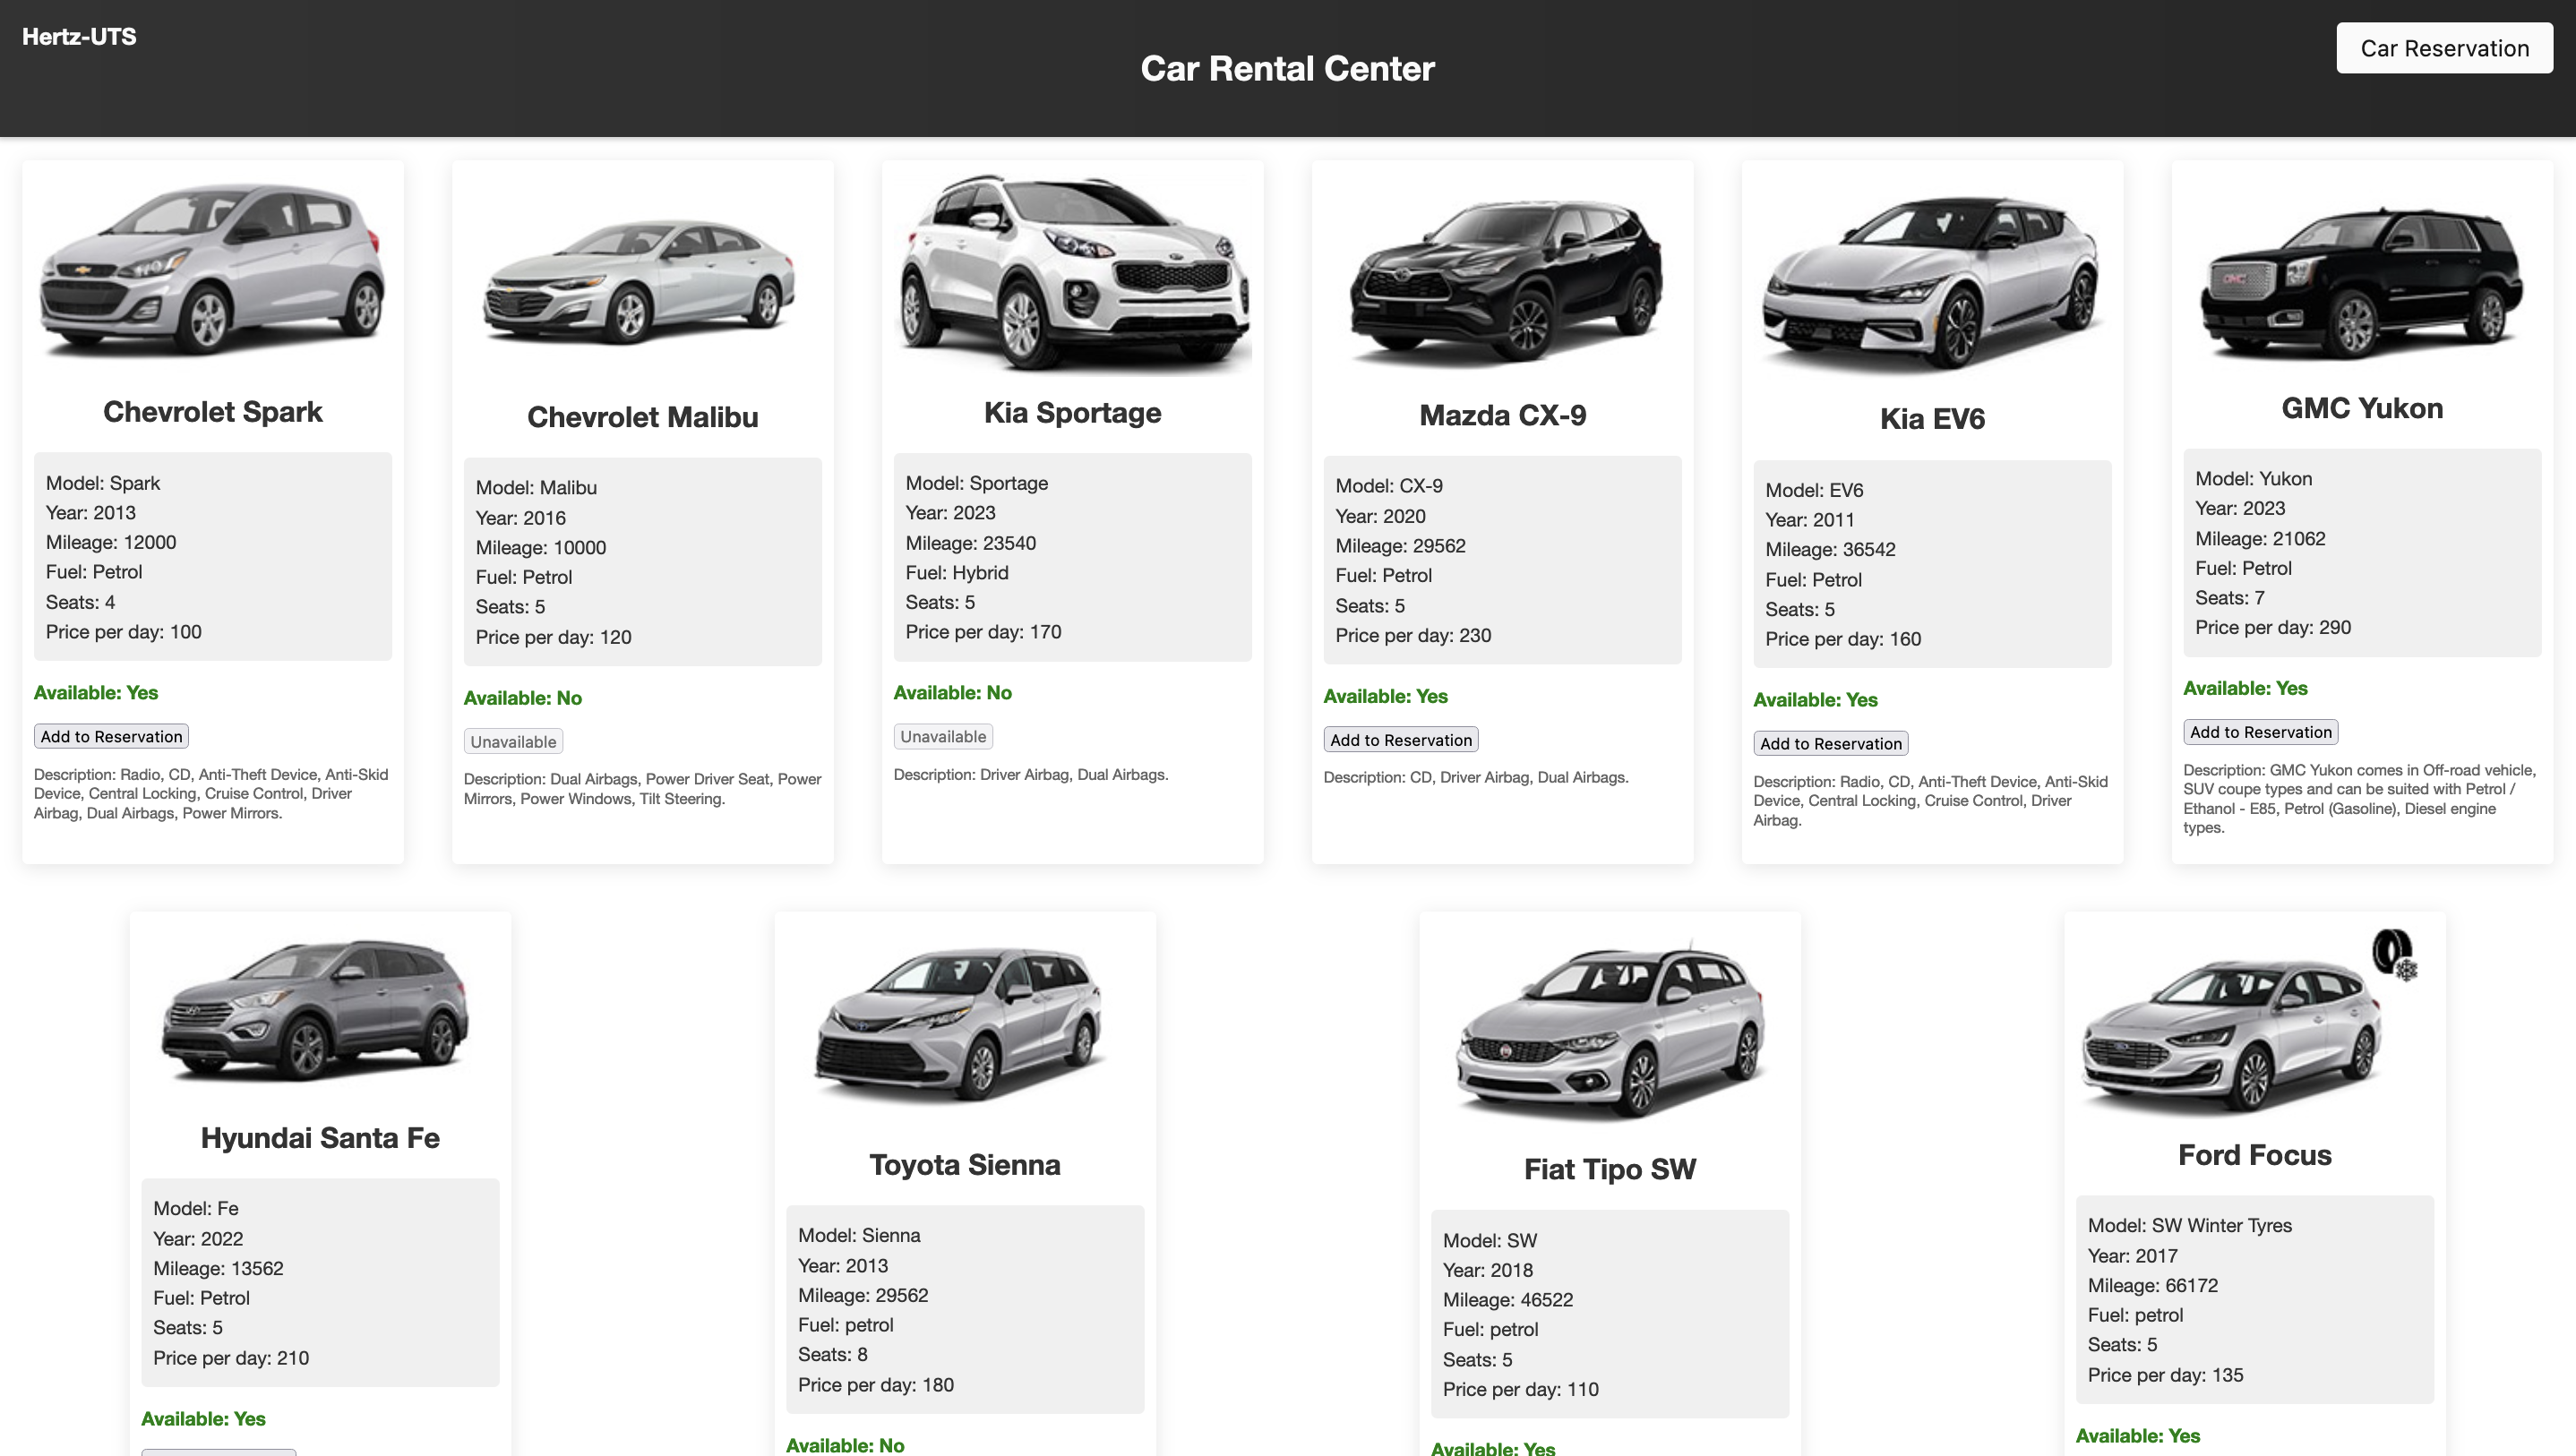 Hertz-UTS
Car Rental Center
Car Reservation
Chevrolet Spark
Model: Spark
Year: 2013
Mileage: 12000
Fuel: Petrol
Seats: 4
Price per day: 100
Available: Yes
Add to Reservation
Description: Radio, CD, Anti-Theft Device, Anti-Skid
Device, Central Locking, Cruise Control, Driver
Airbag, Dual Airbags, Power Mirrors.
Chevrolet Malibu
Model: Malibu
Year: 2016
Mileage: 10000
Fuel: Petrol
Seats: 5
Price per day: 120
Available: No
Unavailable
Description: Dual Airbags, Power Driver Seat, Power
Mirrors, Power Windows, Tilt Steering.
Kia Sportage
Model: Sportage
Year: 2023
Mileage: 23540
Fuel: Hybrid
Seats: 5
Price per day: 170
Available: No
Unavailable
Description: Driver Airbag, Dual Airbags.
Mazda CX-9
Model: CX-9
Year: 2020
Mileage: 29562
Fuel: Petrol
Seats: 5
Price per day: 230
Available: Yes
Add to Reservation
Description: CD, Driver Airbag, Dual Airbags.
Kia EV6
Model: EV6
Year: 2011
Mileage: 36542
Fuel: Petrol
Seats: 5
Price per day: 160
Available: Yes
Add to Reservation
Description: Radio, CD, Anti-Theft Device, Anti-Skid
Device, Central Locking, Cruise Control, Driver
Airbag.
GMC
GMC Yukon
Model: Yukon
Year: 2023
Mileage: 21062
Fuel: Petrol
Seats: 7
Price per day: 290
Available: Yes
Add to Reservation
Description: GMC Yukon comes in Off-road vehicle,
SUV coupe types and can be suited with Petrol /
Ethanol - E85, Petrol (Gasoline), Diesel engine
types.
Hyundai Santa Fe
Model: Fe
Year: 2022
Mileage: 13562
Fuel: Petrol
Seats: 5
Price per day: 210
Available: Yes
Toyota Sienna
Model: Sienna
Year: 2013
Mileage: 29562
Fuel: petrol
Seats: 8
Price per day: 180
Available: No
Fiat Tipo SW
Model: SW
Year: 2018
Mileage: 46522
Fuel: petrol
Seats: 5
Price per day: 110
Available: Yes
Ford Focus
Model: SW Winter Tyres
Year: 2017
Mileage: 66172
Fuel: petrol
Seats: 5
Price per day: 135
Available: Yes